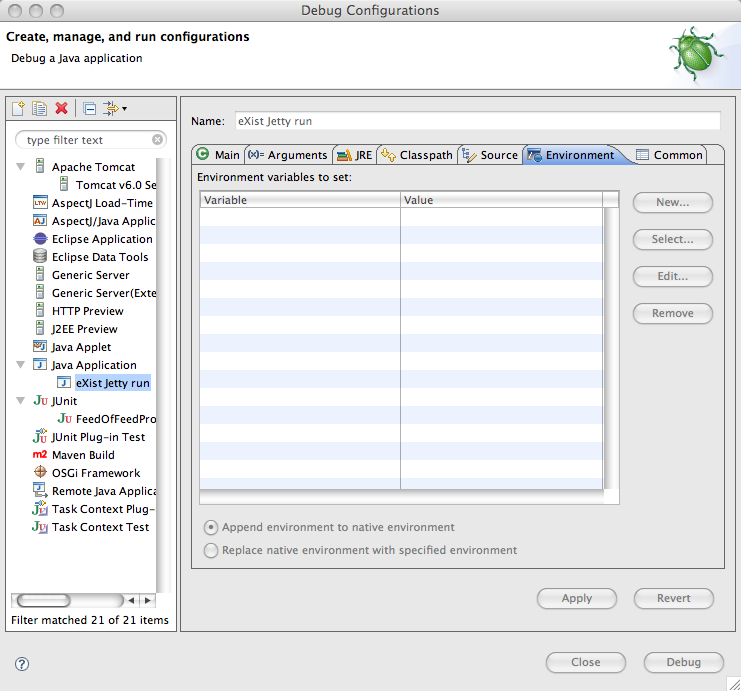 Debug Configurations
Create, manage, and run configurations
Debug a Java application
type filter text
Apache Tomcat
Tomcat v6.0 Se
AspectJ Load-Time
AspectJ/Java Applic
Eclipse Application
Eclipse Data Tools
Generic Server
Generic Server(Exte
HTTP Preview
J2EE Preview
Java Applet
Java Application
eXist Jetty run
JUnit
FeedOfFeedPro
JUnit Plug-in Test
Maven Build
OSGi Framework
Remote Java Applica
Task Context Plug-
Task Context Test
Filter matched 21 of 21 items
Name: eXist Jetty run
Main (x)= Arguments JRE Classpath Source Environment Common
Environment variables to set:
Variable Value
New...
Select...
Edit...
Remove
Append environment to native environment
Replace native environment with specified environment
Apply Revert
? Close Debug